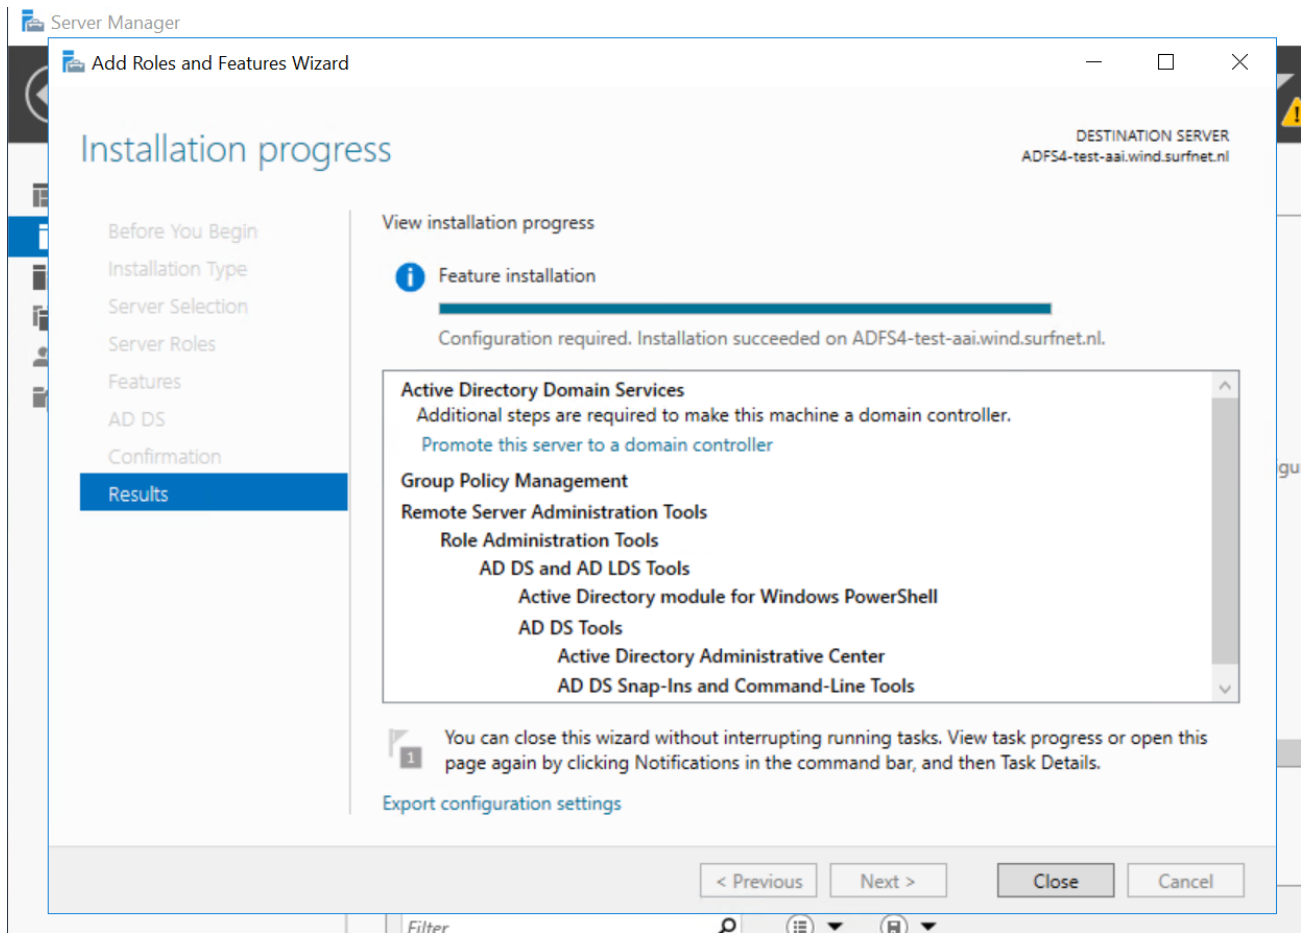 Server Manager
Add Roles and Features Wizard
Installation progress
DESTINATION SERVER
ADFS4-test-aai.wind.surfnet.nl
Before You Begin
Installation Type
Server Selection
Server Roles
Features
AD DS
Confirmation
Results
View installation progress
Feature installation
Configuration required. Installation succeeded on ADFS4-test-aai.wind.surfnet.nl.
Active Directory Domain Services
Additional steps are required to make this machine a domain controller.
Promote this server to a domain controller
Group Policy Management
Remote Server Administration Tools
Role Administration Tools
AD DS and AD LDS Tools
Active Directory module for Windows PowerShell
AD DS Tools
Active Directory Administrative Center
AD DS Snap-Ins and Command-Line Tools
1
You can close this wizard without interrupting running tasks. View task progress or open this
page again by clicking Notifications in the command bar, and then Task Details.
Export configuration settings
< Previous
Next >
Close
Cancel
Filter